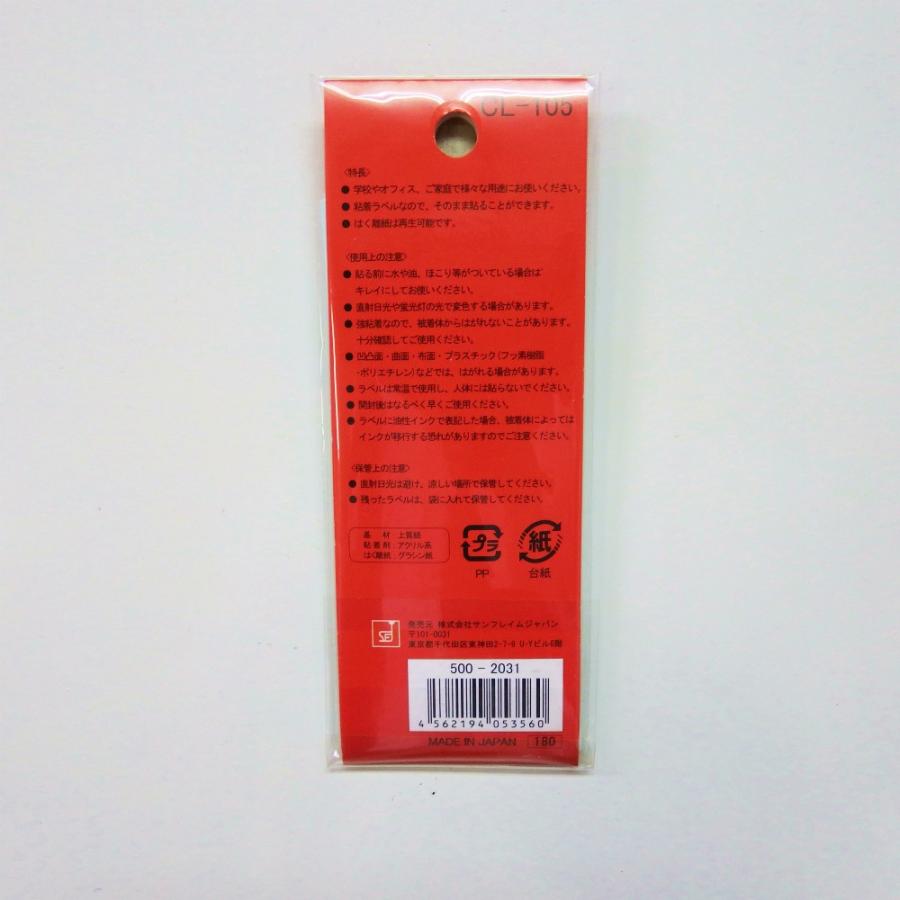 CL-105
〈特長〉
● 学校やオフィス、ご家庭で様々な用途にお使いください。
● 粘着ラベルなので、そのまま貼ることができます。
● はく離紙は再生可能です。
〈使用上の注意〉
● 貼る前に水や油、ほこり等がついている場合は
キレイにしてお使いください。
● 直射日光や蛍光灯の光で変色する場合があります。
● 強粘着なので、被着体からはがれないことがあります。
十分確認してご使用ください。
● 凹凸面・曲面・布面・プラスチック(フッ素樹脂
・ポリエチレン)などでは、はがれる場合があります。
● ラベルは常温で使用し、人体には貼らないでください。
● 開封後はなるべく早くご使用ください。
● ラベルに油性インクで表記した場合、被着体によっては
インクが移行する恐れがありますのでご注意ください。
〈保管上の注意〉
● 直射日光は避け、涼しい場所で保管してください。
● 残ったラベルは、袋に入れて保管してください。
基 材:上質紙
粘着剤:アクリル系
はく離紙:グラシン紙
プラ
PP
紙
台紙
SFJ
発売元 株式会社サンフレイムジャパン
〒101-0031
東京都千代田区東神田2-7-6 U-Yビル6階
500-2031
4 562194 053560
MADE IN JAPAN 180